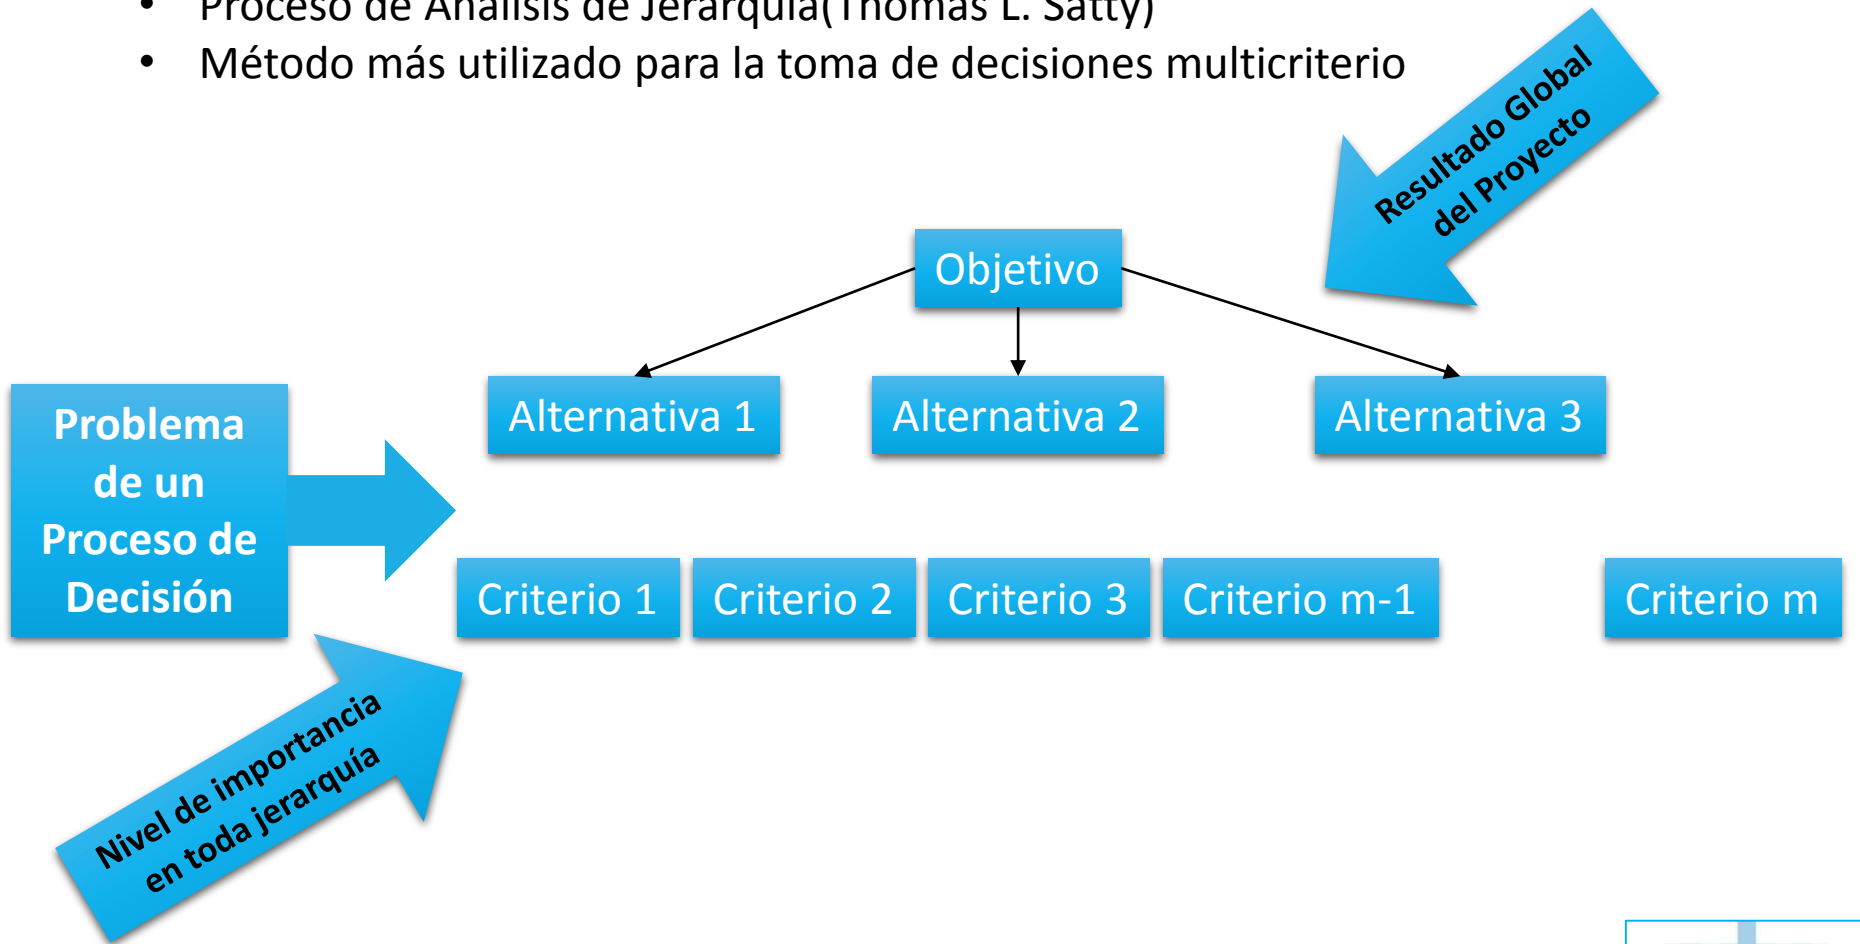 • Proceso de Análisis de Jerarquía(Thomas L. Satty)
• Método más utilizado para la toma de decisiones multicriterio
Resultado Global
del Proyecto
Objetivo
Alternativa 1
Alternativa 2
Alternativa 3
Problema
de un
Proceso de
Decisión
Criterio 1
Criterio 2
Criterio 3
Criterio m-1
Criterio m
Nivel de importancia
en toda jerarquía